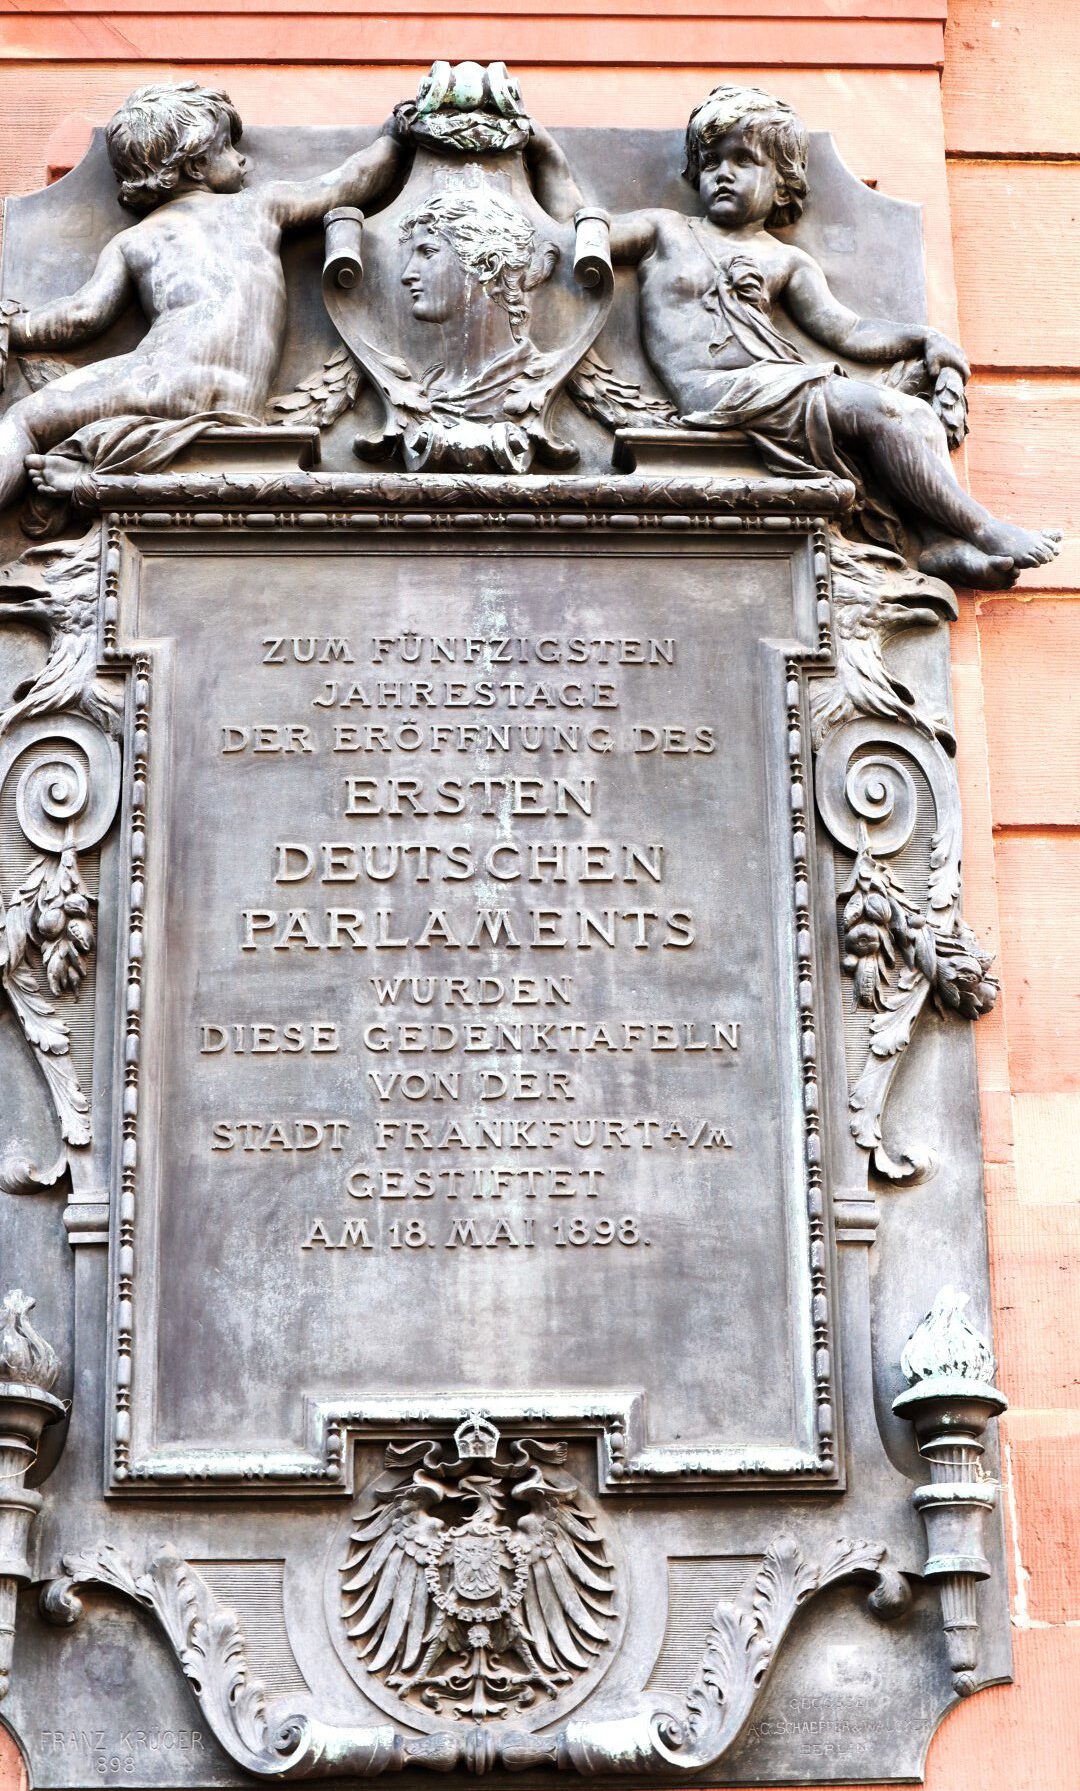 ZUM FÜNFZIGSTEN
JAHRESTAGE
DER ERÖFFNUNG DES
ERSTEN
DEUTSCHEN
PARLAMENTS
WURDEN
DIESE GEDENKTAFELN
VON DER
STADT FRANKFURT A/M
GESTIFTET
AM 18. MAI 1898.
FRANZ KRÜGER
898
GEGOSSEN
BERLIN